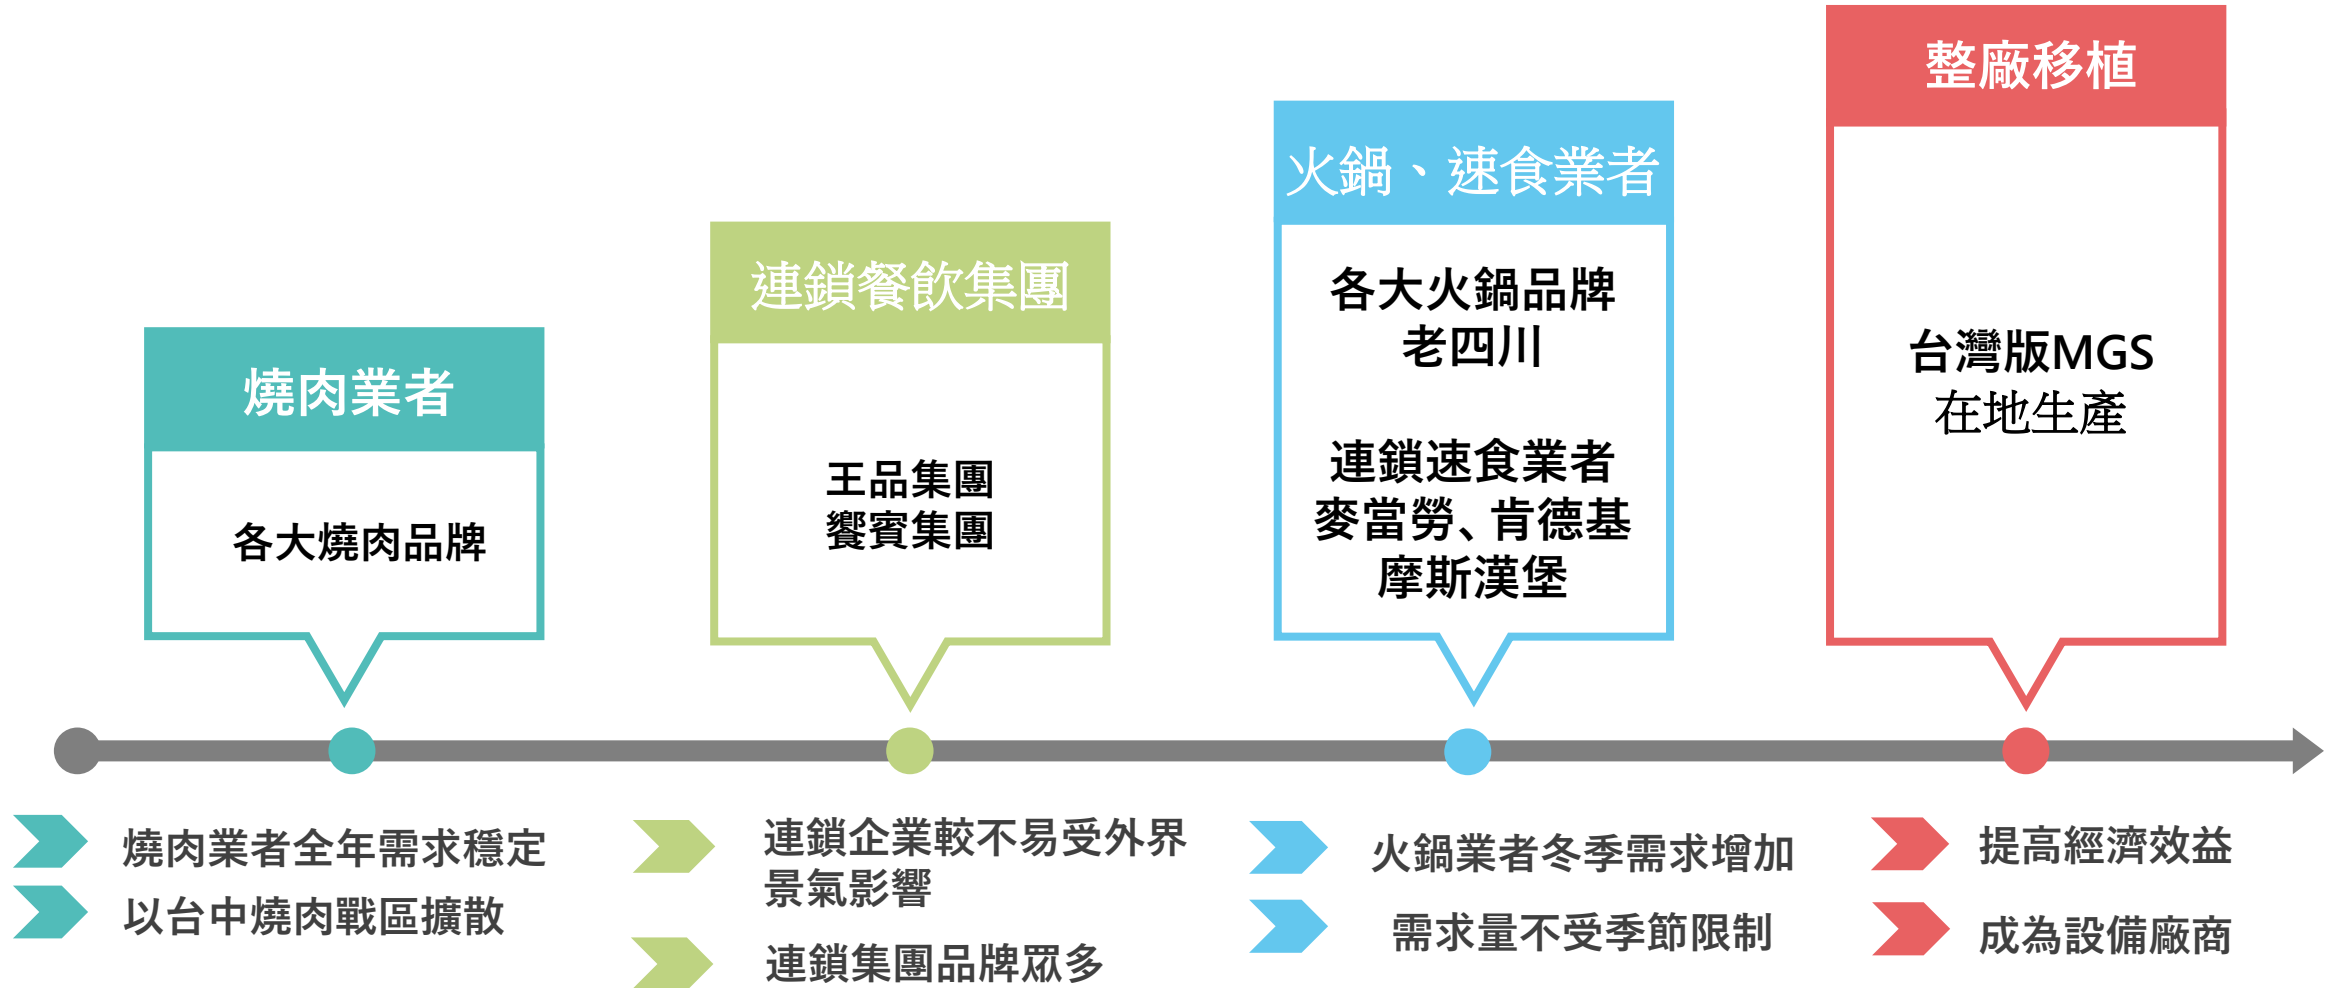 燒肉業者
各大燒肉品牌
連鎖餐飲集團
王品集團
饗賓集團
火鍋、速食業者
各大火鍋品牌
老四川
連鎖速食業者
麥當勞、肯德基
摩斯漢堡
整廠移植
台灣版MGS
在地生產
燒肉業者全年需求穩定
以台中燒肉戰區擴散
連鎖企業較不易受外界
景氣影響
連鎖集團品牌眾多
火鍋業者冬季需求增加
需求量不受季節限制
提高經濟效益
成為設備廠商